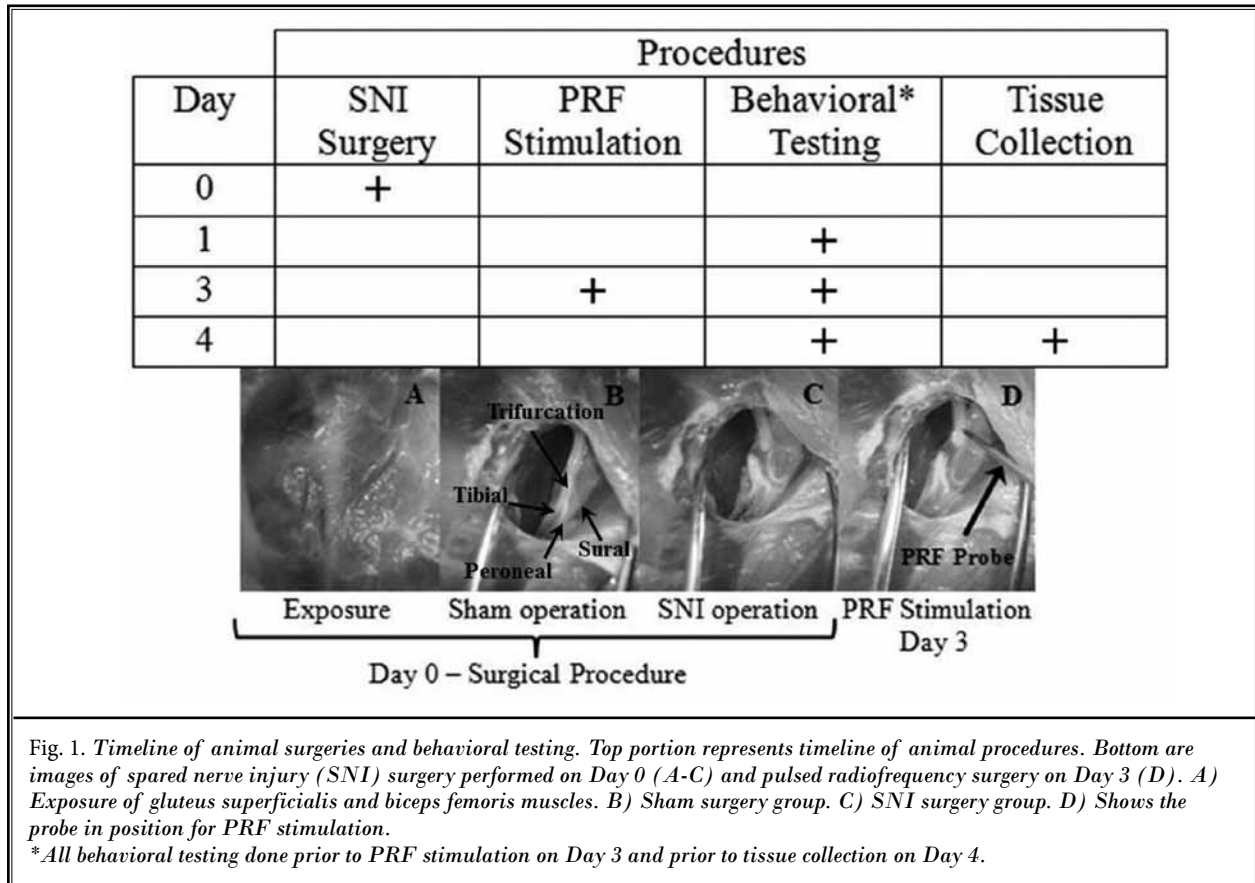 Procedures
Day SNI Surgery PRF Stimulation Behavioral* Testing Tissue Collection
0 +
1 +
3 + +
4 + +
A B C D
Trifurcation
Tibial
Sural
Peroneal
PRF Probe
Exposure Sham operation SNI operation PRF Stimulation
Day 3
Day 0 – Surgical Procedure
Fig. 1. Timeline of animal surgeries and behavioral testing. Top portion represents timeline of animal procedures. Bottom are
images of spared nerve injury (SNI) surgery performed on Day 0 (A-C) and pulsed radiofrequency surgery on Day 3 (D). A)
Exposure of gluteus superficialis and biceps femoris muscles. B) Sham surgery group. C) SNI surgery group. D) Shows the
probe in position for PRF stimulation.
*All behavioral testing done prior to PRF stimulation on Day 3 and prior to tissue collection on Day 4.